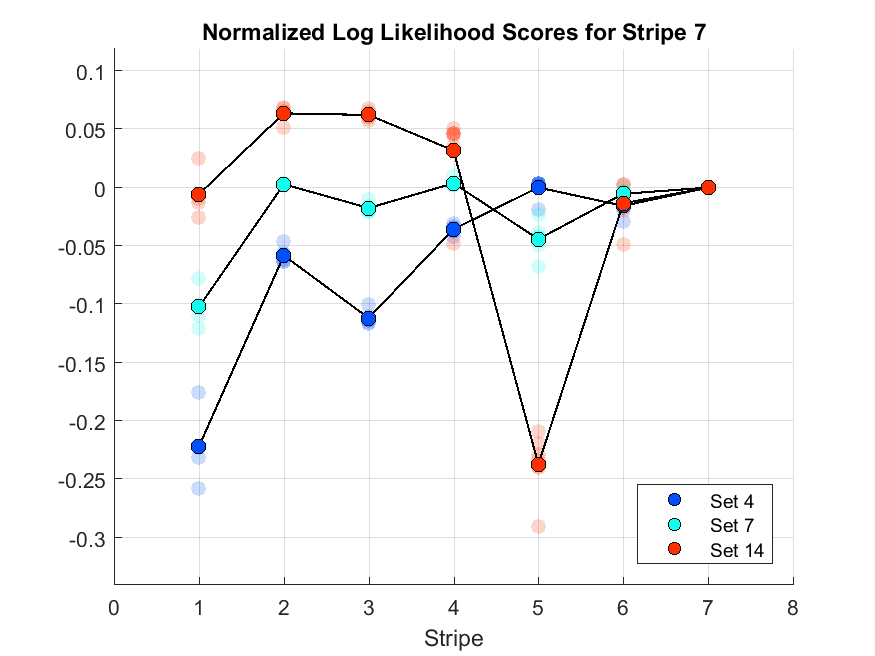 Normalized Log Likelihood Scores for Stripe 7
0.1
0.05
0
-0.05
-0.1
-0.15
-0.2
-0.25
-0.3
0 1 2 3 4 5 6 7 8
Stripe
Set 4
Set 7
Set 14